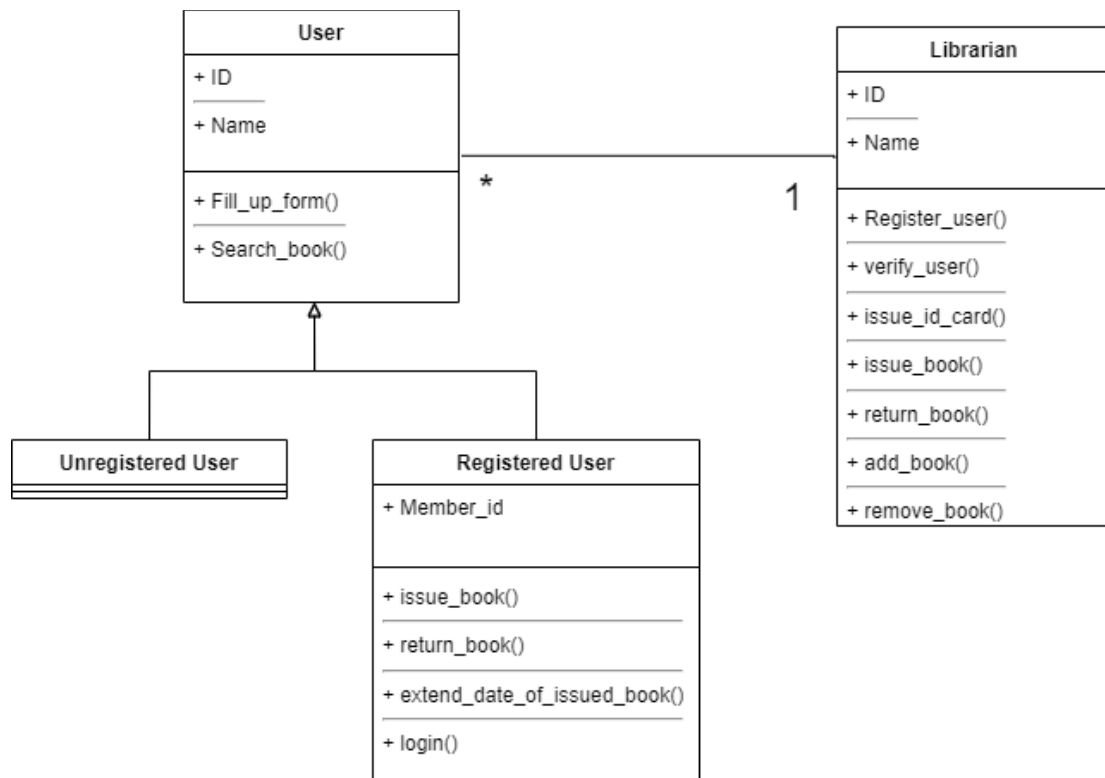 User
+ ID
+ Name
+ Fill_up_form()
+ Search_book()
*
1
Librarian
+ ID
+ Name
+ Register_user()
+ verify_user()
+ issue_id_card()
+ issue_book()
+ return_book()
+ add_book()
+ remove_book()
Unregistered User
Registered User
+ Member_id
+ issue_book()
+ return_book()
+ extend_date_of_issued_book()
+ login()